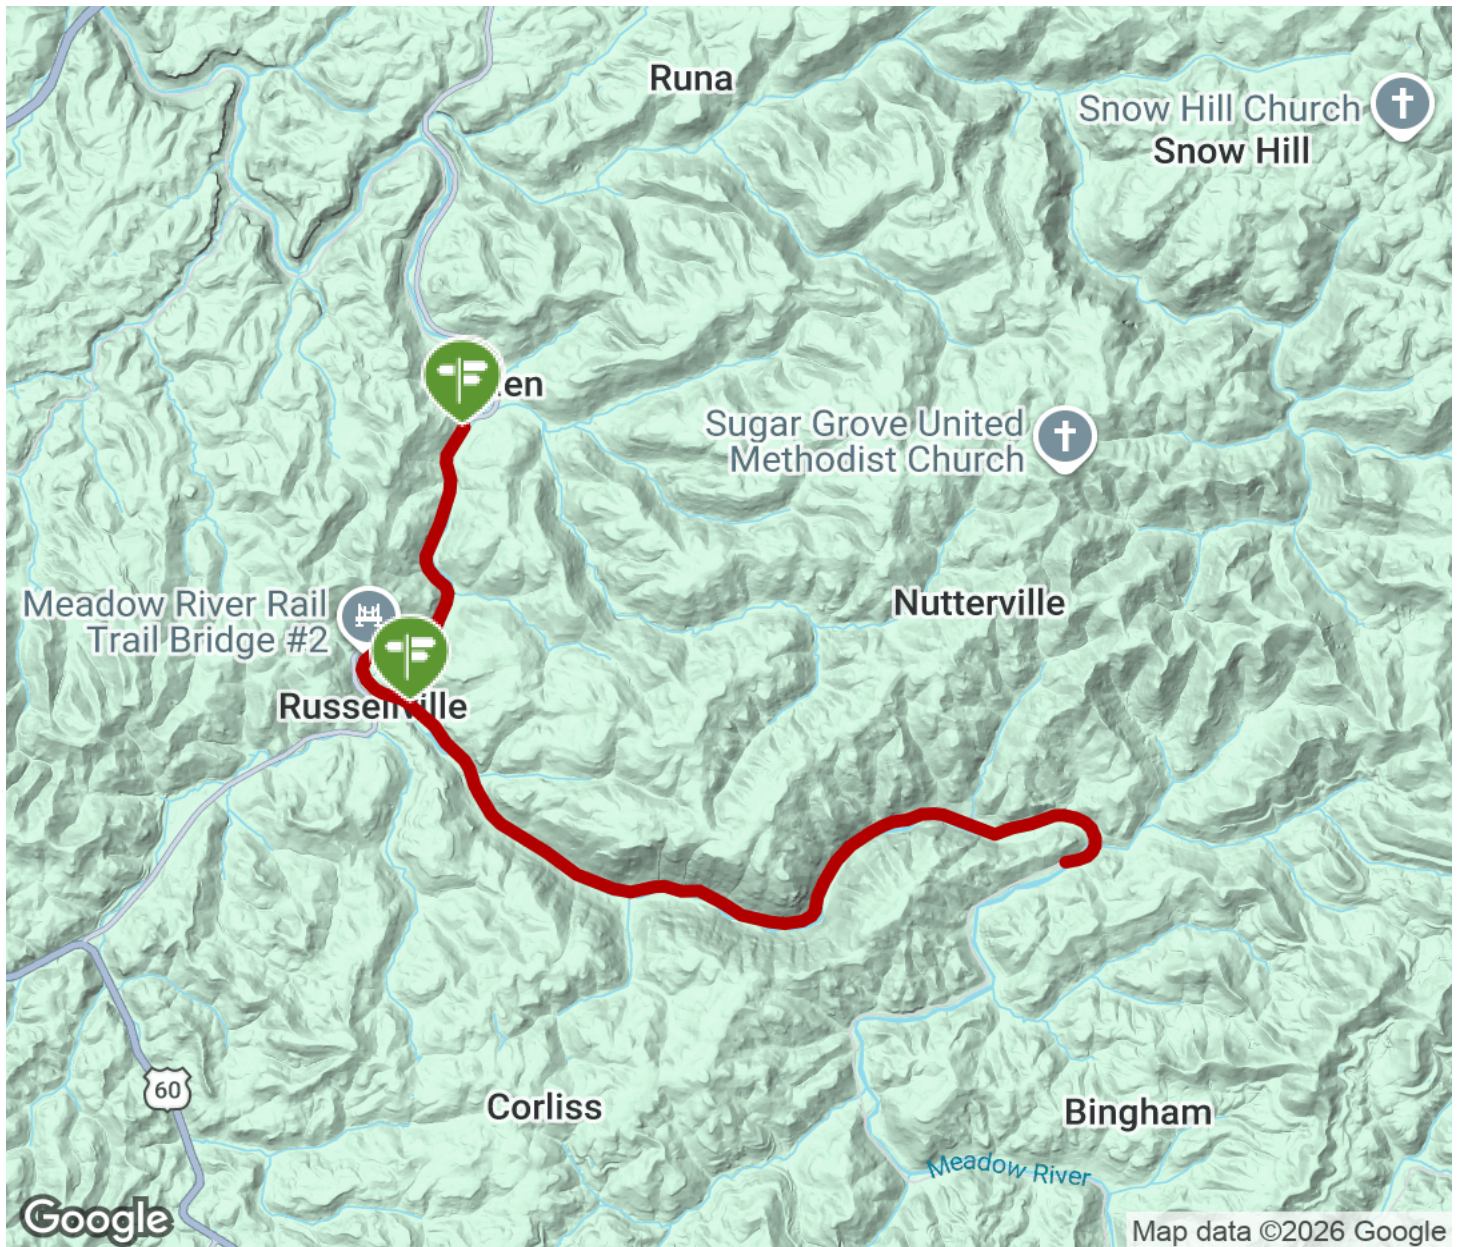 Runa
Snow Hill Church
Snow Hill
Sugar Grove United
Methodist Church
Meadow River Rail
Trail Bridge #2
Nutterville
Russellville
60
Corliss
Bingham
Meadow River
Google
Map data ©2026 Google